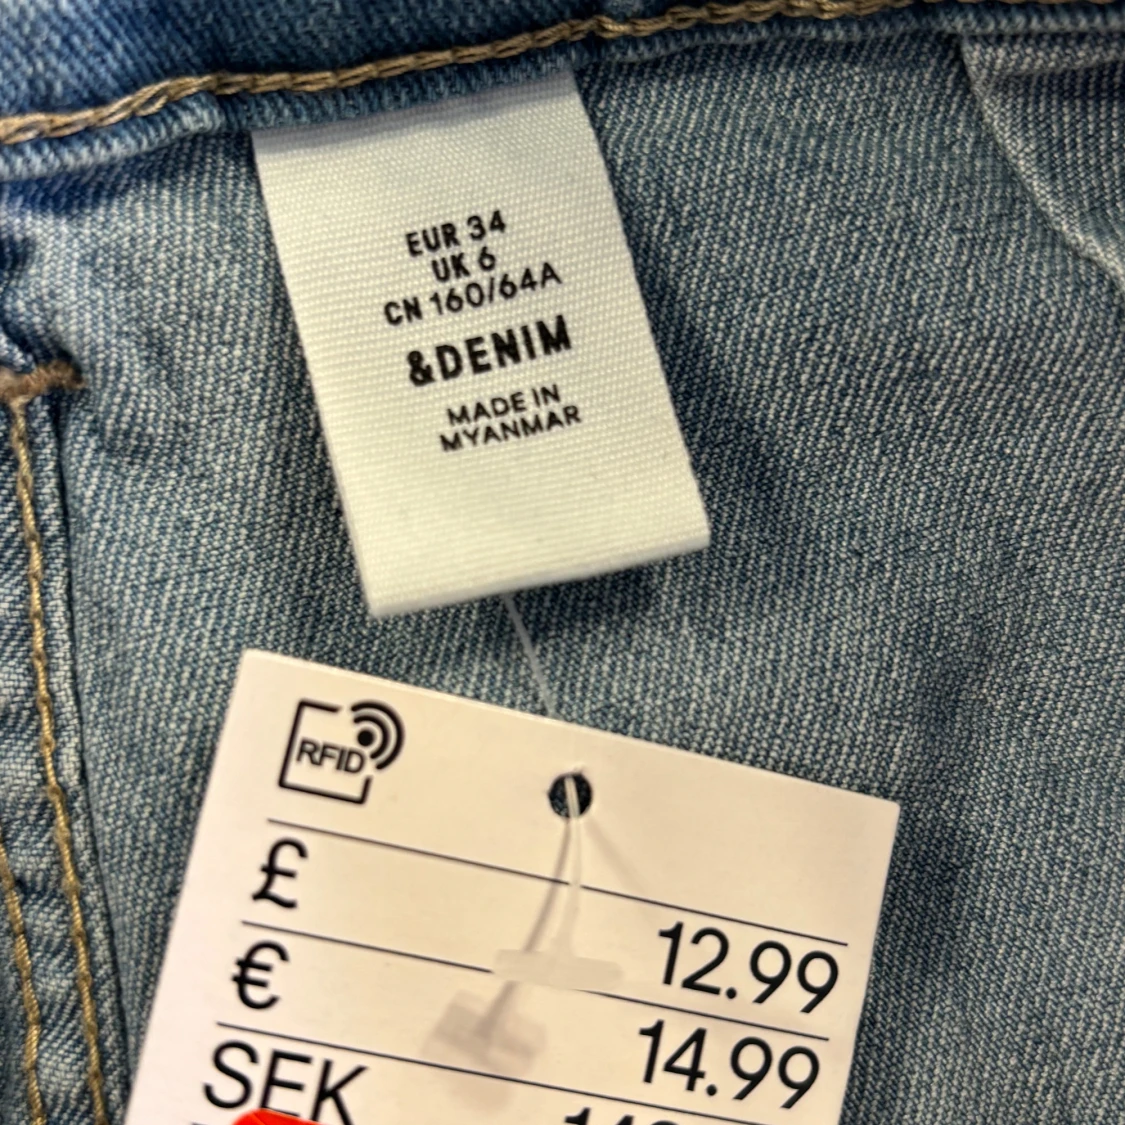 EUR 34
UK 6
CN 160/64A
&DENIM
MADE IN
MYANMAR
RFID
£ 12.99
€ 14.99
SEK